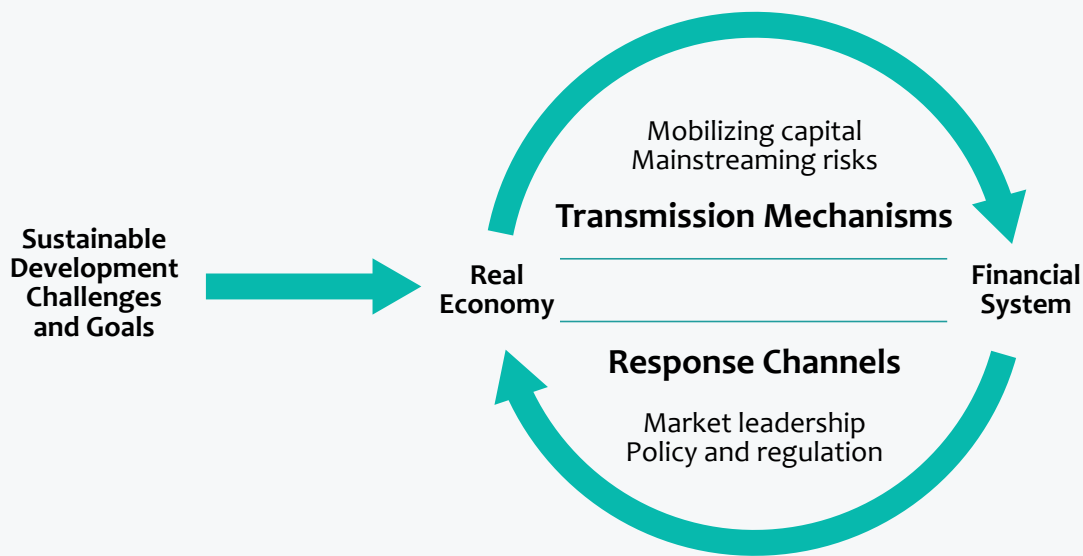 Sustainable
Development
Challenges
and Goals
Real
Economy
Mobilizing capital
Mainstreaming risks
Transmission Mechanisms
Financial
System
Response Channels
Market leadership
Policy and regulation